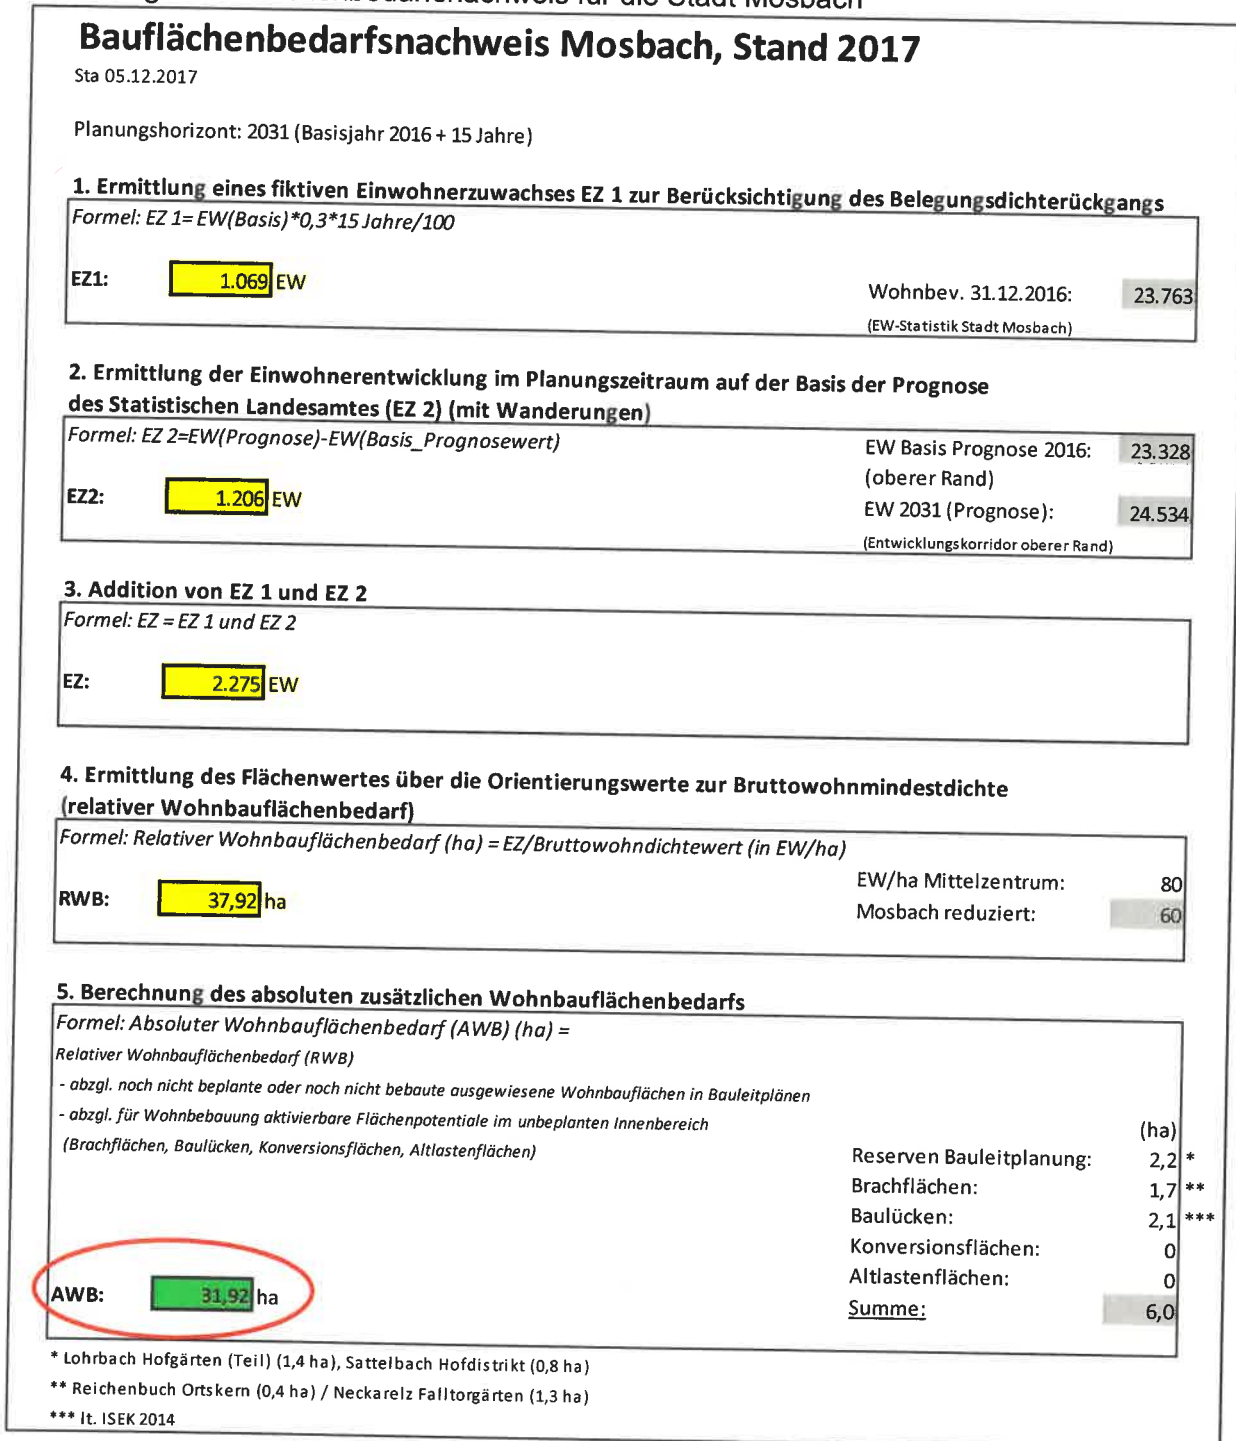 bedarfsnachweis für die Stadt Mosbach
Bauflächenbedarfsnachweis Mosbach, Stand 2017
Sta 05.12.2017
Planungshorizont: 2031 (Basisjahr 2016 + 15 Jahre)
1. Ermittlung eines fiktiven Einwohnerzuwachses EZ 1 zur Berücksichtigung des Belegungsdichterückgangs
Formel: EZ 1= EW(Basis)*0,3*15 Jahre/100
EZ1: 1.069 EW
Wohnbev. 31.12.2016: 23.763
(EW-Statistik Stadt Mosbach)
2. Ermittlung der Einwohnerentwicklung im Planungszeitraum auf der Basis der Prognose
des Statistischen Landesamtes (EZ 2) (mit Wanderungen)
Formel: EZ 2=EW(Prognose)-EW(Basis_Prognosewert)
EW Basis Prognose 2016: 23.328
(oberer Rand)
EZ2: 1.206 EW
EW 2031 (Prognose): 24.534
(Entwicklungskorridor oberer Rand)
3. Addition von EZ 1 und EZ 2
Formel: EZ = EZ 1 und EZ 2
EZ: 2.275 EW
4. Ermittlung des Flächenwertes über die Orientierungswerte zur Bruttowohnmindestdichte
(relativer Wohnbauflächenbedarf)
Formel: Relativer Wohnbauflächenbedarf (ha) = EZ/Bruttowohndichtewert (in EW/ha)
EW/ha Mittelzentrum: 80
RWB: 37,92 ha
Mosbach reduziert: 60
5. Berechnung des absoluten zusätzlichen Wohnbauflächenbedarfs
Formel: Absoluter Wohnbauflächenbedarf (AWB) (ha) =
Relativer Wohnbauflächenbedarf (RWB)
- abzgl. noch nicht beplante oder noch nicht bebaute ausgewiesene Wohnbauflächen in Bauleitplänen
- abzgl. für Wohnbebauung aktivierbare Flächenpotentiale im unbeplanten Innenbereich
(Brachflächen, Baulücken, Konversionsflächen, Altlastenflächen)
(ha)
Reserven Bauleitplanung: 2,2 *
Brachflächen: 1,7 **
Baulücken: 2,1 ***
Konversionsflächen: 0
Altlastenflächen: 0
AWB: 31,92 ha
Summe: 6,0
* Lohrbach Hofgärten (Teil) (1,4 ha), Sattelbach Hofdistrikt (0,8 ha)
** Reichenbuch Ortskern (0,4 ha) / Neckarelz Falltorgärten (1,3 ha)
*** lt. ISEK 2014